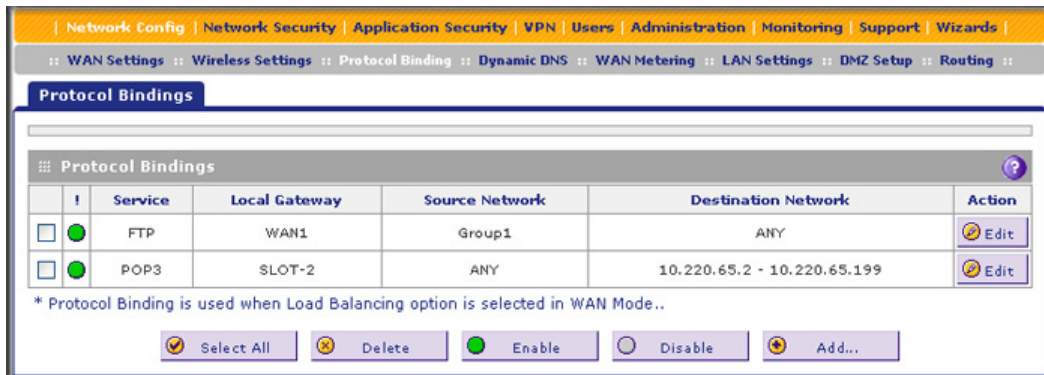 | Network Config | Network Security | Application Security | VPN | Users | Administration | Monitoring | Support | Wizards |
:: WAN Settings :: Wireless Settings :: Protocol Binding :: Dynamic DNS :: WAN Metering :: LAN Settings :: DMZ Setup :: Routing ::
Protocol Bindings
Protocol Bindings ?
! Service Local Gateway Source Network Destination Network Action
FTP WAN1 Group1 ANY Edit
POP3 SLOT-2 ANY 10.220.65.2 - 10.220.65.199 Edit
* Protocol Binding is used when Load Balancing option is selected in WAN Mode..
Select All Delete Enable Disable Add...